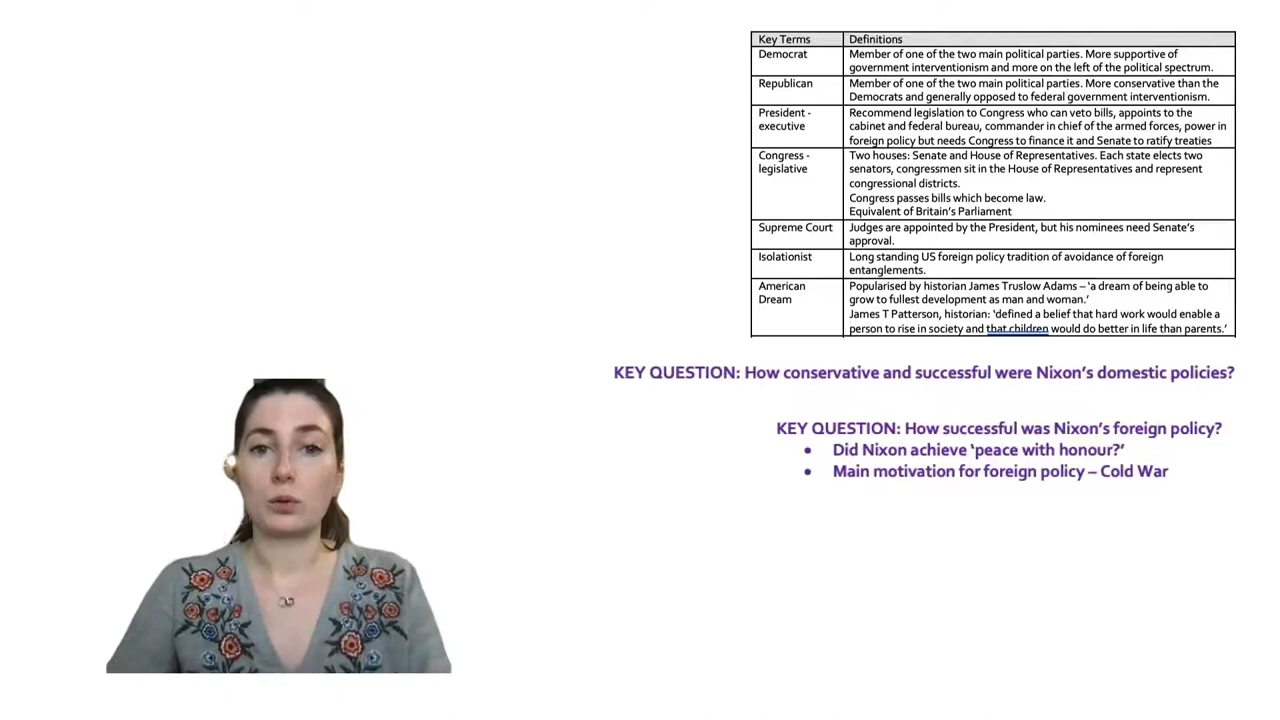 Key Terms Definitions
Democrat Member of one of the two main political parties. More supportive of
government interventionism and more on the left of the political spectrum.
Republican Member of one of the two main political parties. More conservative than the
Democrats and generally opposed to federal government interventionism.
President - Recommend legislation to Congress who can veto bills, appoints to the
executive cabinet and federal bureau, commander in chief of the armed forces, power in
foreign policy but needs Congress to finance it and Senate to ratify treaties
Congress - Two houses: Senate and House of Representatives. Each state elects two
legislative senators, congressmen sit in the House of Representatives and represent
congressional districts.
Congress passes bills which become law.
Equivalent of Britain's Parliament
Supreme Court Judges are appointed by the President, but his nominees need Senate's
approval.
Isolationist Long standing US foreign policy tradition of avoidance of foreign
entanglements.
American Popularised by historian James Truslow Adams – 'a dream of being able to
Dream grow to fullest development as man and woman.'
James T Patterson, historian: 'defined a belief that hard work would enable a
person to rise in society and that children would do better in life than parents.'
KEY QUESTION: How conservative and successful were Nixon's domestic policies?
KEY QUESTION: How successful was Nixon's foreign policy?
• Did Nixon achieve 'peace with honour?'
• Main motivation for foreign policy – Cold War